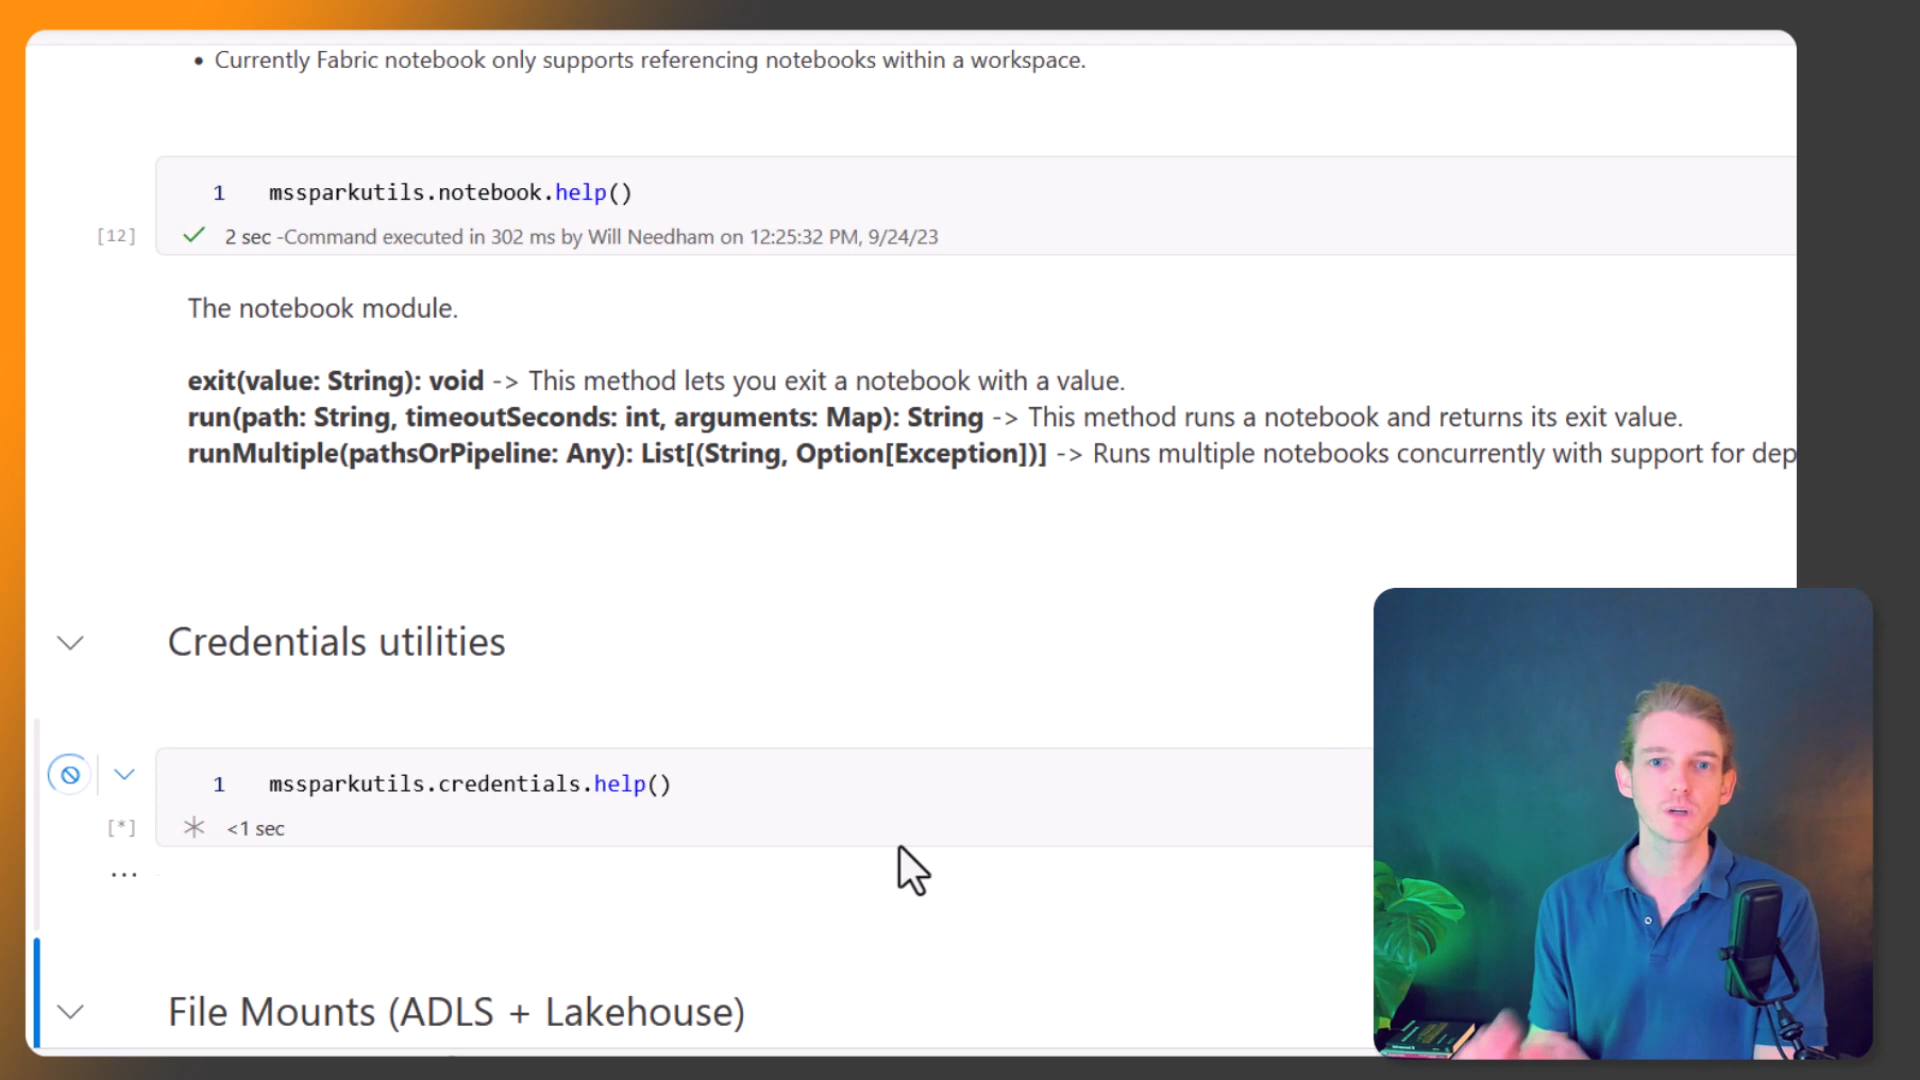 • Currently Fabric notebook only supports referencing notebooks within a workspace.
1 mssparkutils.notebook.help()
[12] 2 sec -Command executed in 302 ms by Will Needham on 12:25:32 PM, 9/24/23
The notebook module.
exit(value: String): void -> This method lets you exit a notebook with a value.
run(path: String, timeoutSeconds: int, arguments: Map): String -> This method runs a notebook and returns its exit value.
runMultiple(pathsOrPipeline: Any): List[(String, Option[Exception])] -> Runs multiple notebooks concurrently with support for dep
Credentials utilities
1 mssparkutils.credentials.help()
[*] <1 sec
...
File Mounts (ADLS + Lakehouse)